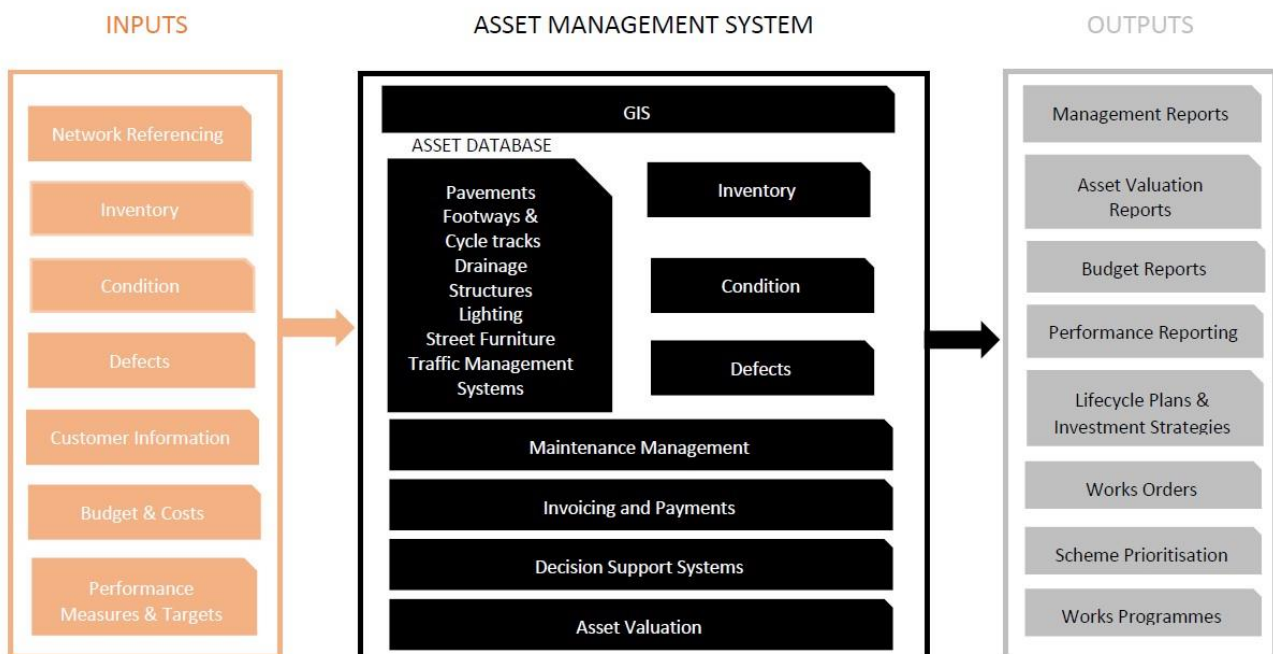 INPUTS
Network Referencing
Inventory
Condition
Defects
Customer Information
Budget & Costs
Performance
Measures & Targets
ASSET MANAGEMENT SYSTEM
GIS
ASSET DATABASE
Pavements
Footways &
Cycle tracks
Drainage
Structures
Lighting
Street Furniture
Traffic Management
Systems
Inventory
Condition
Defects
Maintenance Management
Invoicing and Payments
Decision Support Systems
Asset Valuation
OUTPUTS
Management Reports
Asset Valuation
Reports
Budget Reports
Performance Reporting
Lifecycle Plans &
Investment Strategies
Works Orders
Scheme Prioritisation
Works Programmes